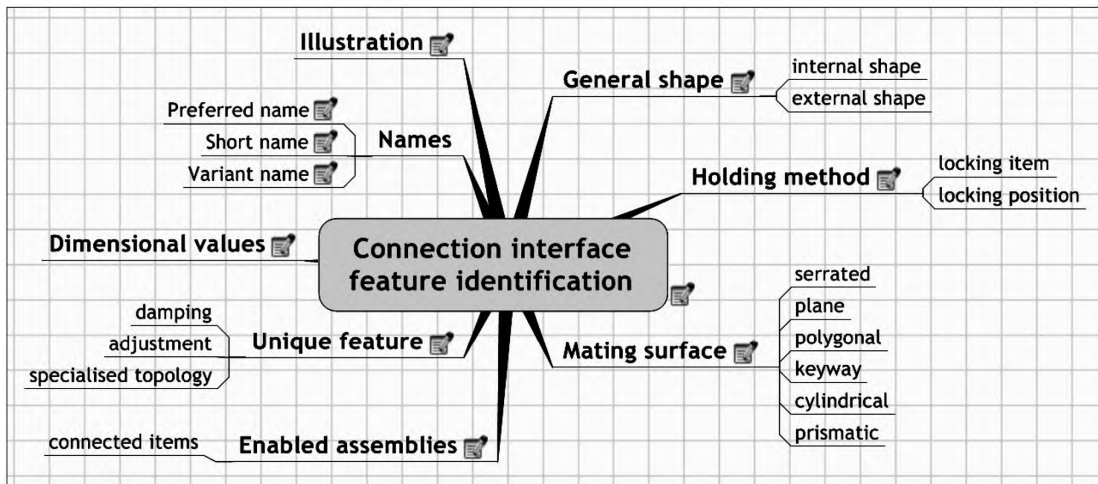 Illustration
Preferred name
Short name
Variant name
Names
Dimensional values
damping
adjustment
specialised topology
Unique feature
connected items
Enabled assemblies
Connection interface
feature identification
General shape
internal shape
external shape
Holding method
locking item
locking position
Mating surface
serrated
plane
polygonal
keyway
cylindrical
prismatic